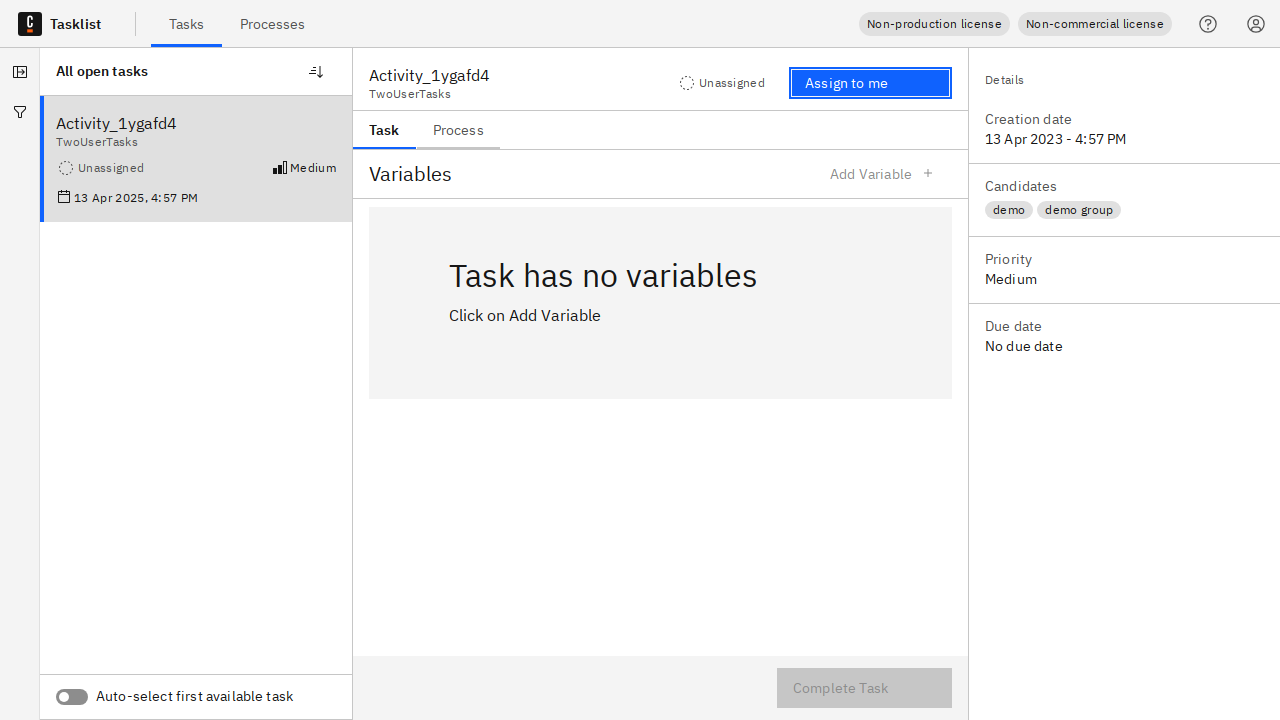 Tasklist
Tasks
Processes
Non-production license
Non-commercial license
All open tasks
Activity_1ygafd4
TwoUserTasks
Unassigned
Medium
13 Apr 2025, 4:57 PM
Auto-select first available task
Activity_1ygafd4
TwoUserTasks
Unassigned
Assign to me
Task
Process
Variables
Add Variable
Task has no variables
Click on Add Variable
Complete Task
Details
Creation date
13 Apr 2023 - 4:57 PM
Candidates
demo
demo group
Priority
Medium
Due date
No due date